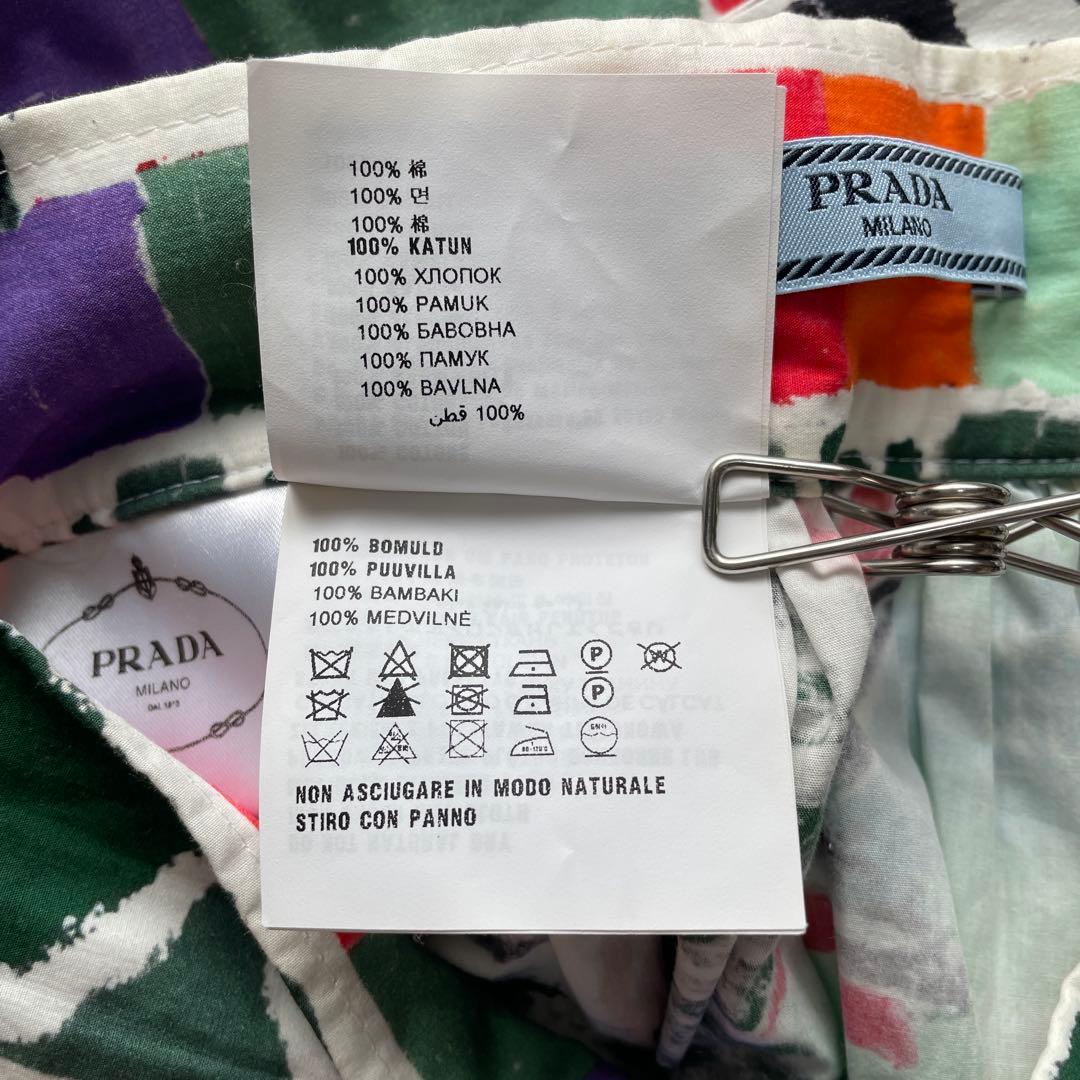 100% 棉
100% 면
100% 棉
100% KATUN
100% ХЛОПОК
100% PAMUK
100% БАВОВНА
100% ПАМУК
100% BAVLNA
100% قطن
PRADA
MILANO
100% BOMULD
100% PUUVILLA
100% BAMBAKI
100% MEDVILNĖ
PRADA
MILANO
P
W
P
NON ASCIUGARE IN MODO NATURALE
STIRO CON PANNO